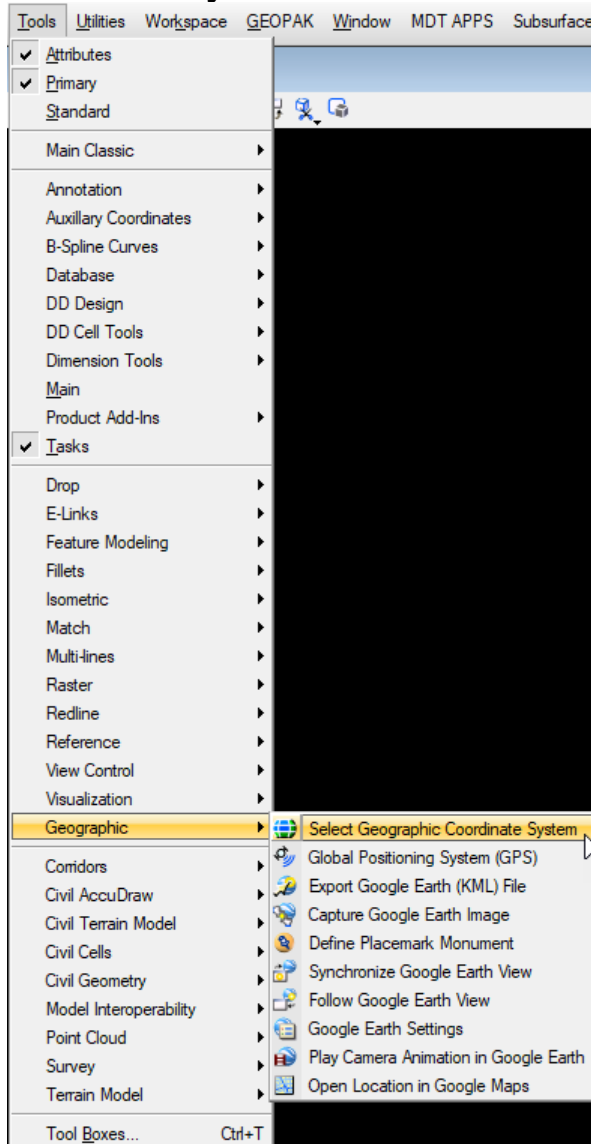 Tools Utilities Workspace GEOPAK Window MDT APPS Subsurface
Attributes
Primary
Standard
Main Classic
Annotation
Auxillary Coordinates
B-Spline Curves
Database
DD Design
DD Cell Tools
Dimension Tools
Main
Product Add-Ins
Tasks
Drop
E-Links
Feature Modeling
Fillets
Isometric
Match
Multi-lines
Raster
Redline
Reference
View Control
Visualization
Geographic
Select Geographic Coordinate System
Global Positioning System (GPS)
Export Google Earth (KML) File
Capture Google Earth Image
Define Placemark Monument
Synchronize Google Earth View
Follow Google Earth View
Google Earth Settings
Play Camera Animation in Google Earth
Open Location in Google Maps
Corridors
Civil AccuDraw
Civil Terrain Model
Civil Cells
Civil Geometry
Model Interoperability
Point Cloud
Survey
Terrain Model
Tool Boxes... Ctrl+T